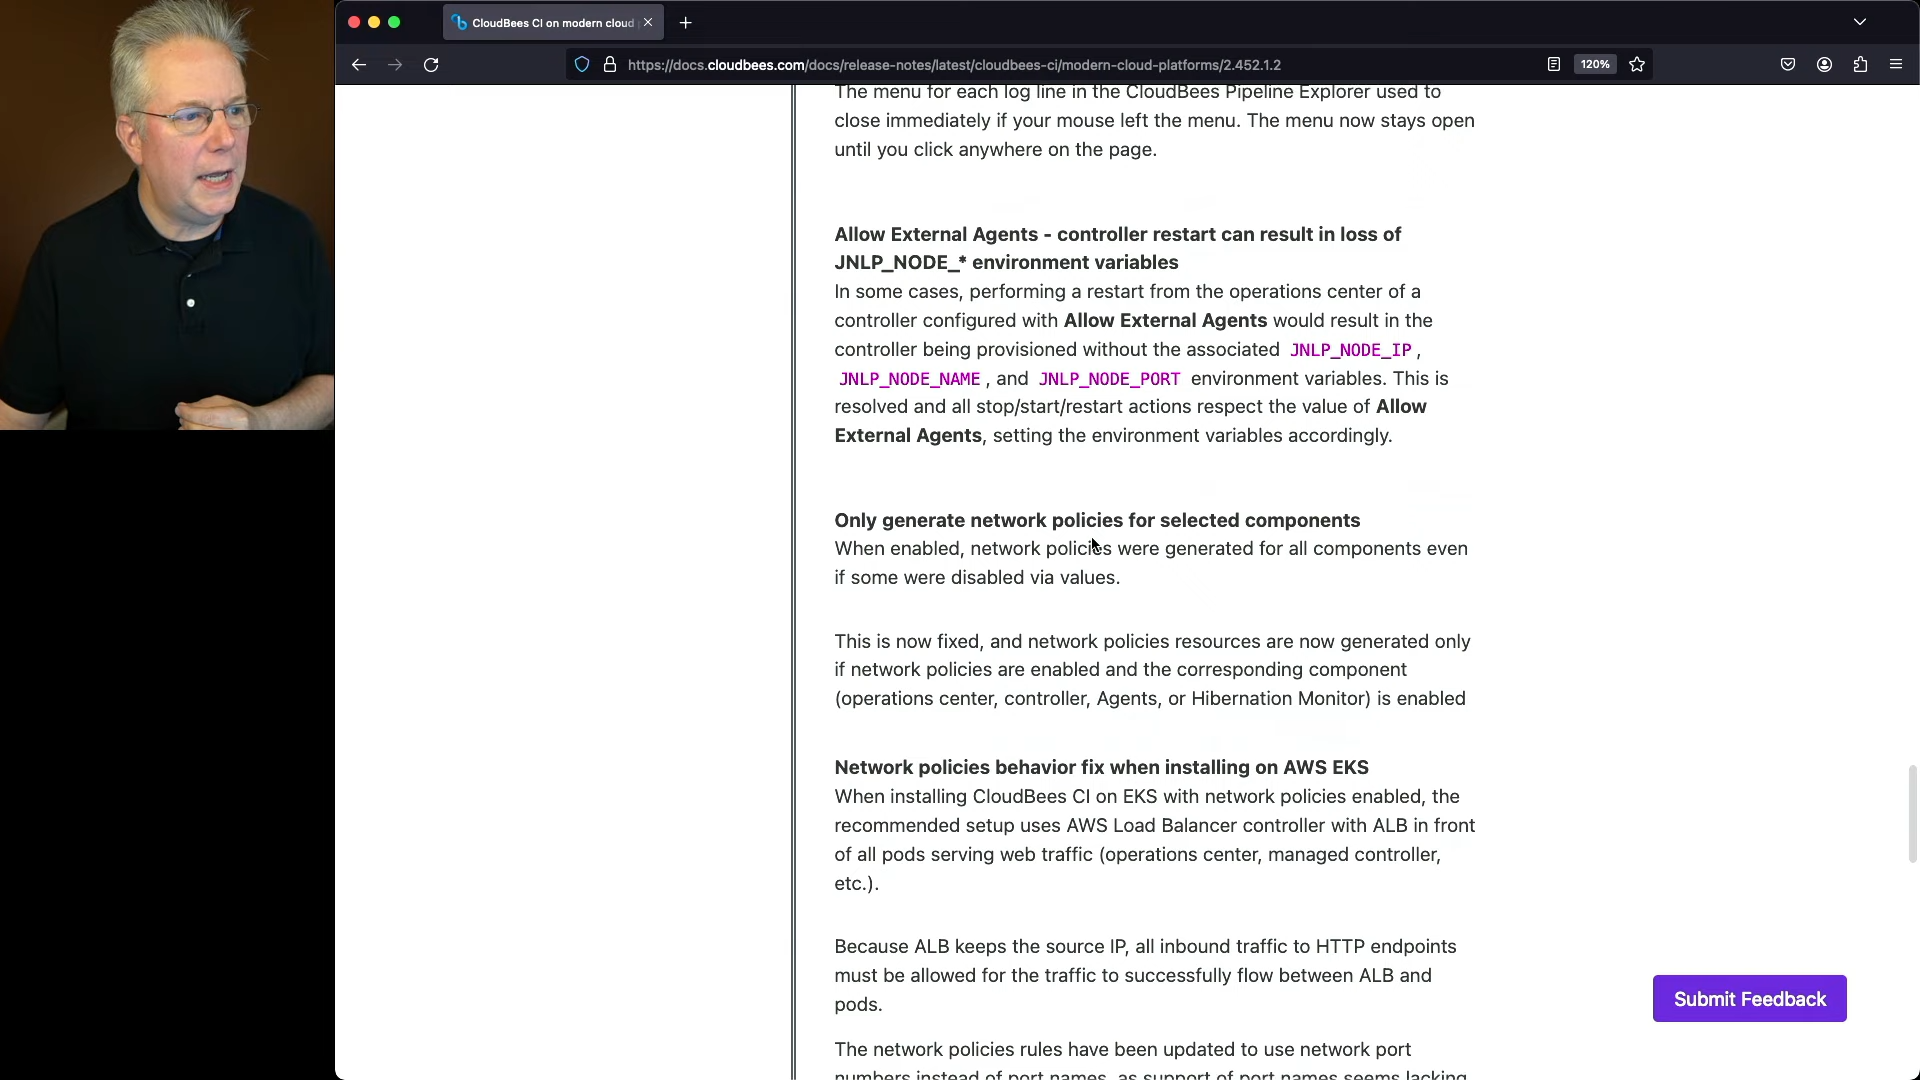 CloudBees CI on modern cloud
https://docs.cloudbees.com/docs/release-notes/latest/cloudbees-ci/modern-cloud-platforms/2.452.1.2
120%
The menu for each log line in the CloudBees Pipeline Explorer used to
close immediately if your mouse left the menu. The menu now stays open
until you click anywhere on the page.
Allow External Agents - controller restart can result in loss of
JNLP_NODE_* environment variables
In some cases, performing a restart from the operations center of a
controller configured with Allow External Agents would result in the
controller being provisioned without the associated JNLP_NODE_IP,
JNLP_NODE_NAME, and JNLP_NODE_PORT environment variables. This is
resolved and all stop/start/restart actions respect the value of Allow
External Agents, setting the environment variables accordingly.
Only generate network policies for selected components
When enabled, network policies were generated for all components even
if some were disabled via values.
This is now fixed, and network policies resources are now generated only
if network policies are enabled and the corresponding component
(operations center, controller, Agents, or Hibernation Monitor) is enabled
Network policies behavior fix when installing on AWS EKS
When installing CloudBees CI on EKS with network policies enabled, the
recommended setup uses AWS Load Balancer controller with ALB in front
of all pods serving web traffic (operations center, managed controller,
etc.).
Because ALB keeps the source IP, all inbound traffic to HTTP endpoints
must be allowed for the traffic to successfully flow between ALB and
pods.
Submit Feedback
The network policies rules have been updated to use network port
numbers instead of port names, as support of port names seems lacking